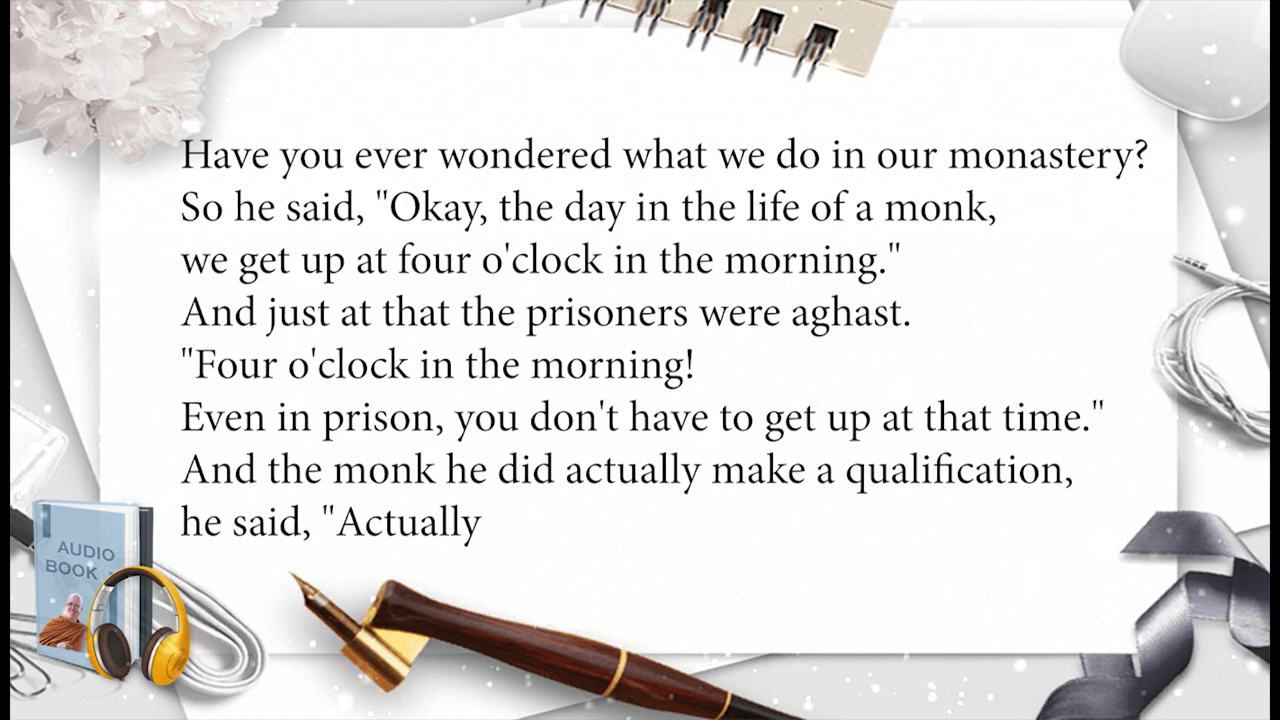 Have you ever wondered what we do in our monastery?
So he said, "Okay, the day in the life of a monk,
we get up at four o'clock in the morning."
And just at that the prisoners were aghast.
"Four o'clock in the morning!
Even in prison, you don't have to get up at that time."
And the monk he did actually make a qualification,
he said, "Actually
AUDIO
BOOK